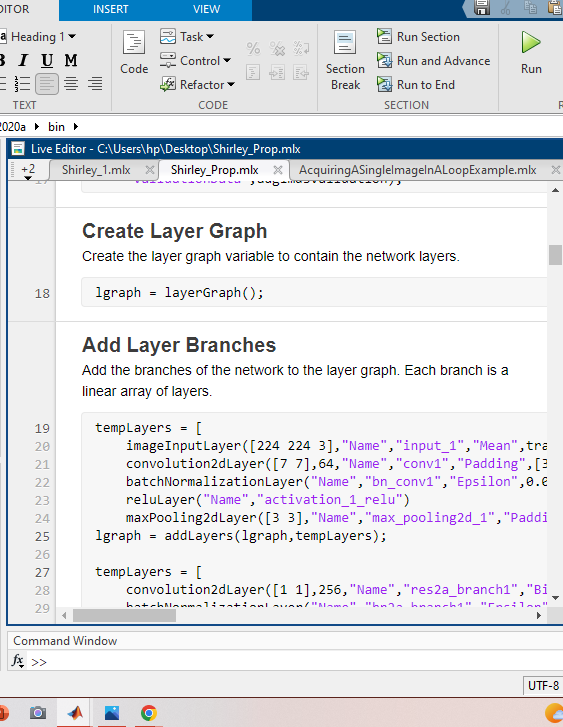 ITOR INSERT VIEW
Heading 1 Task
Control
Refactor
B I U M
Code
Section
Break
Run Section
Run and Advance
Run to End
Run
TEXT CODE SECTION
2020a bin
Live Editor - C:\Users\hp\Desktop\Shirley_Prop.mlx
+2 Shirley_1.mlx Shirley_Prop.mlx AcquiringASingleImageInALoopExample.mlx
Create Layer Graph
Create the layer graph variable to contain the network layers.
18 lgraph = layerGraph();
Add Layer Branches
Add the branches of the network to the layer graph. Each branch is a
linear array of layers.
19 tempLayers = [
20 imageInputLayer([224 224 3],"Name","input_1","Mean",tra
21 convolution2dLayer([7 7],64,"Name","conv1","Padding",[3
22 batchNormalizationLayer("Name","bn_conv1","Epsilon",0.0
23 reluLayer("Name","activation_1_relu")
24 maxPooling2dLayer([3 3],"Name","max_pooling2d_1","Paddi
25 lgraph = addLayers(lgraph,tempLayers);
26
27 tempLayers = [
28 convolution2dLayer([1 1],256,"Name","res2a_branch1","Bi
29 batchNormalizationLayer("Name","bn2a_branch1","Epsilon"
Command Window
fx >>
UTF-8